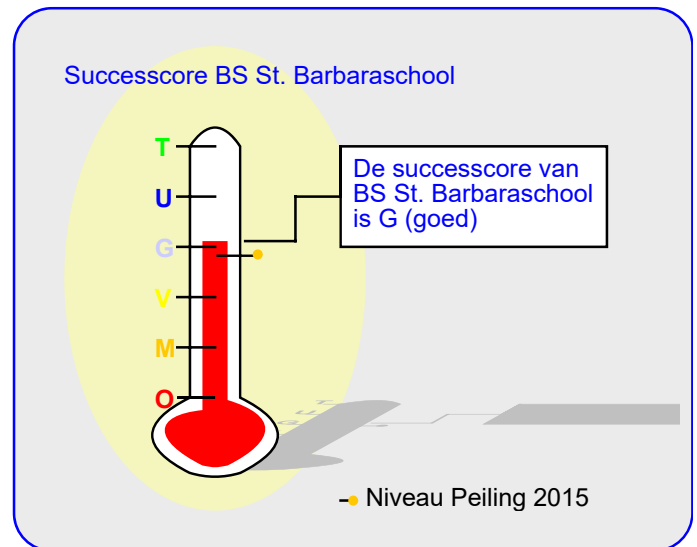 Successcore BS St. Barbaraschool
T
U
G
V
M
O
De successcore van
BS St. Barbaraschool
is G (goed)
T
U
G
Niveau Peiling 2015